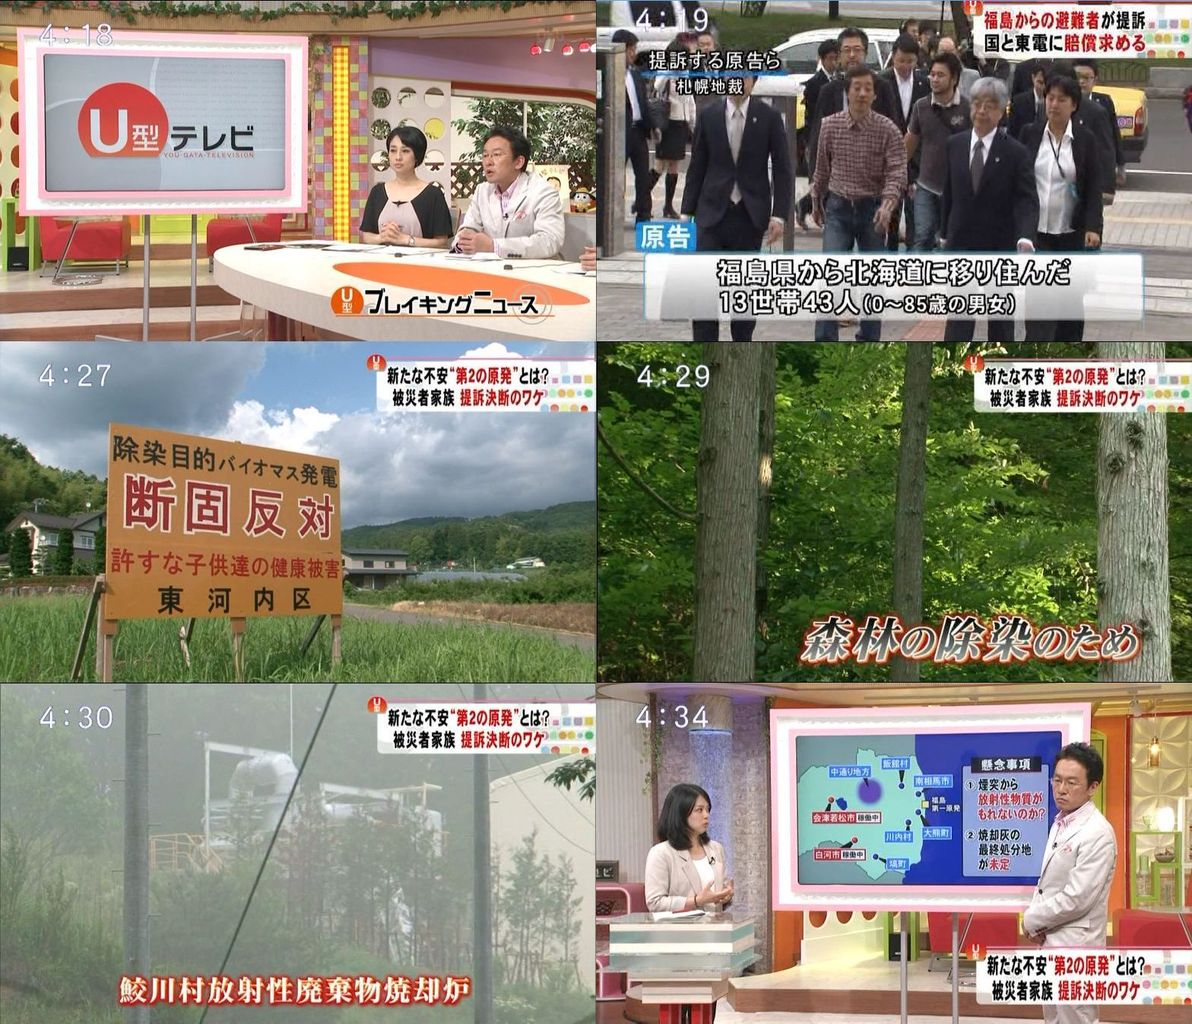 4:18
U型テレビ
YOU GATA-TELEVISION
U型 ブレイキングニュース
4:19
福島からの避難者が提訴
国と東電に賠償求める
提訴する原告ら
札幌地裁
原告
福島県から北海道に移り住んだ
13世帯43人(0〜85歳の男女)
4:27
新たな不安“第2の原発”とは?
被災者家族 提訴決断のワケ
除染目的バイオマス発電
断固反対
許すな子供達の健康被害
東河内区
4:29
新たな不安“第2の原発”とは?
被災者家族 提訴決断のワケ
森林の除染のため
4:30
新たな不安“第2の原発”とは?
被災者家族 提訴決断のワケ
鮫川村放射性廃棄物焼却炉
4:34
中通り地方
飯館村
南相馬市
福島
第一原発
会津若松市 稼働中
川内村
大熊町
白河市 稼働中
塙町
懸念事項
① 煙突から
放射性物質が
もれないのか?
② 焼却灰の
最終処分地
が未定
新たな不安“第2の原発”とは?
被災者家族 提訴決断のワケ